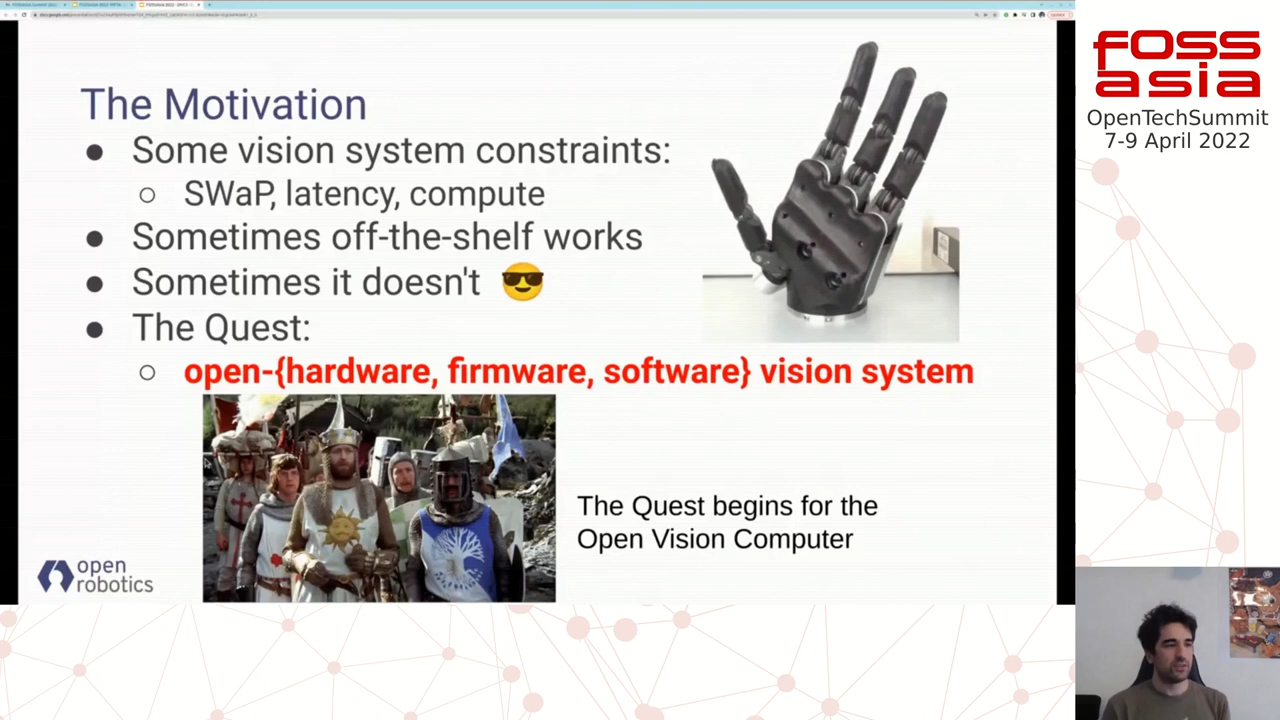 The Motivation
● Some vision system constraints:
○ SWaP, latency, compute
● Sometimes off-the-shelf works
● Sometimes it doesn't 😎
● The Quest:
○ open-{hardware, firmware, software} vision system
The Quest begins for the
Open Vision Computer
open
robotics
FOSS
asia
OpenTechSummit
7-9 April 2022